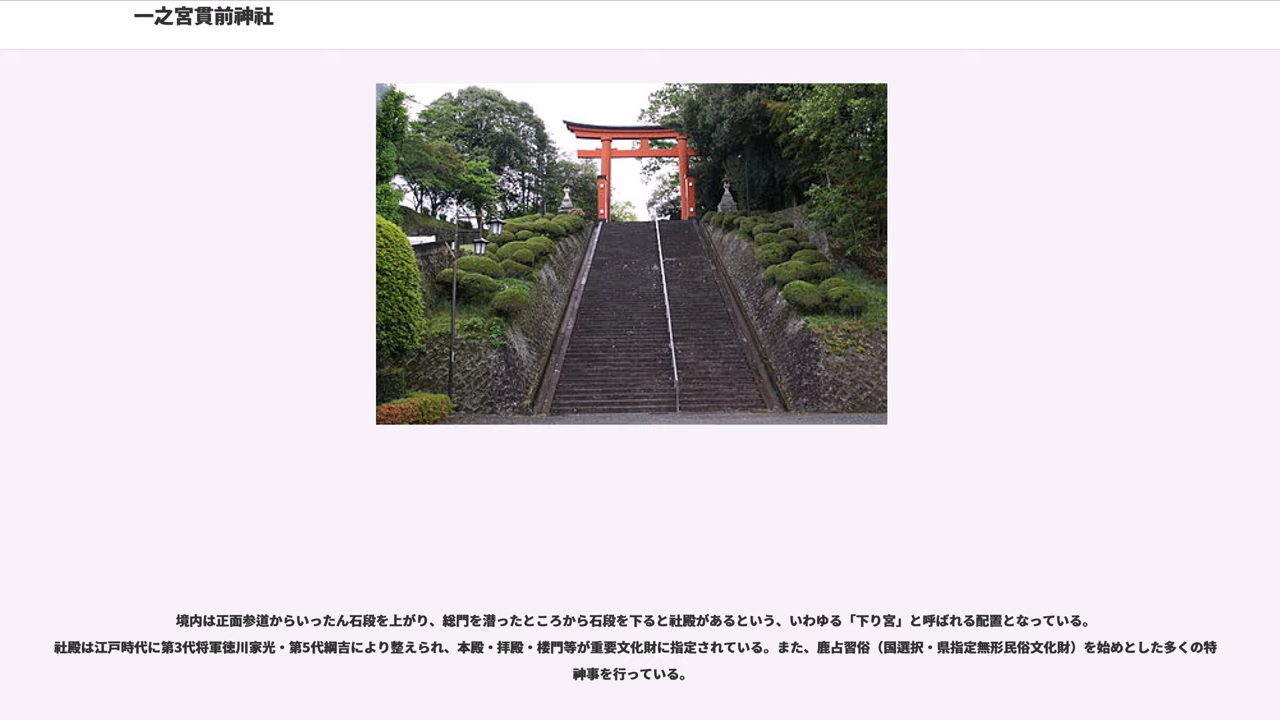 一之宮貫前神社
境内は正面参道からいったん石段を上がり、総門を潜ったところから石段を下ると社殿があるという、いわゆる「下り宮」と呼ばれる配置となっている。
社殿は江戸時代に第3代将軍徳川家光・第5代綱吉により整えられ、本殿・拝殿・楼門等が重要文化財に指定されている。また、鹿占習俗（国選択・県指定無形民俗文化財）を始めとした多くの特
神事を行っている。